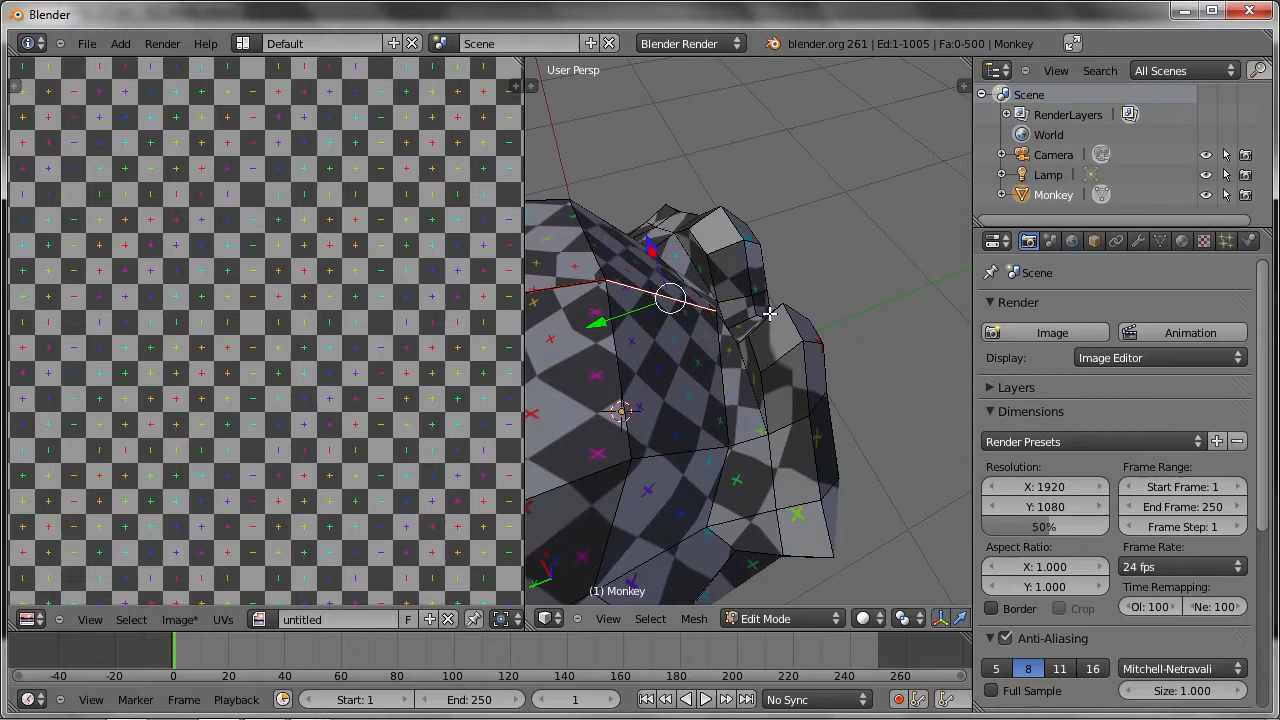 Blender
File Add Render Help Default Scene Blender Render blender.org 261 | Ed:1-1005 | Fa:0-500 | Monkey
User Persp
View Search All Scenes
Scene
RenderLayers |
World
Camera |
Lamp |
Monkey |
Scene
Render
Image Animation
Display: Image Editor
Layers
Dimensions
Render Presets
Resolution: Frame Range:
X: 1920 Start Frame: 1
Y: 1080 End Frame: 250
50% Frame Step: 1
Aspect Ratio: Frame Rate:
X: 1.000 24 fps
Y: 1.000 Time Remapping:
Border Crop Ol: 100 Ne: 100
(1) Monkey
View Select Image* UVs untitled F View Select Mesh Edit Mode
Anti-Aliasing
5 8 11 16 Mitchell-Netravali
Full Sample Size: 1.000
-40 -20 0 20 40 60 80 100 120 140 160 180 200 220 240 260
View Marker Frame Playback Start: 1 End: 250 1 No Sync